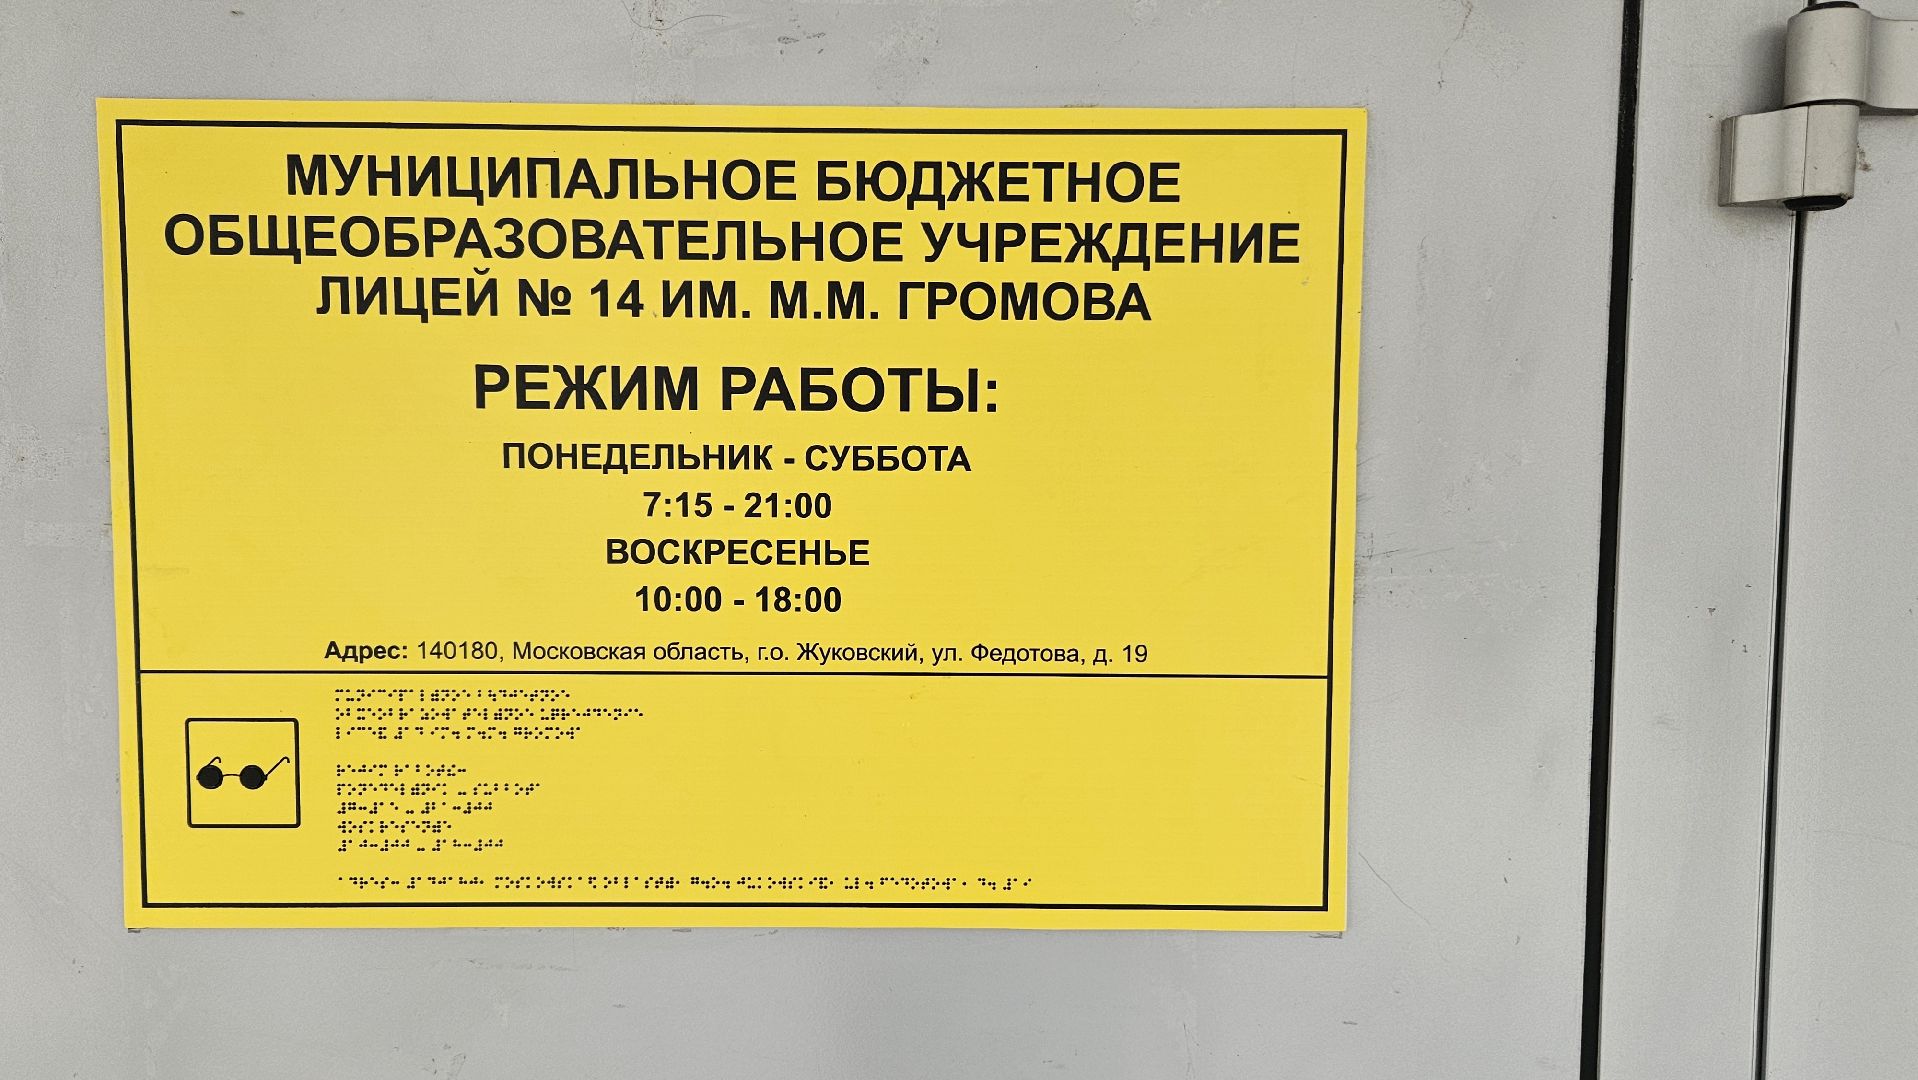 МУНИЦИПАЛЬНОЕ БЮДЖЕТНОЕ
ОБЩЕОБРАЗОВАТЕЛЬНОЕ УЧРЕЖДЕНИЕ
ЛИЦЕЙ № 14 ИМ. М.М. ГРОМОВА
РЕЖИМ РАБОТЫ:
ПОНЕДЕЛЬНИК - СУББОТА
7:15 - 21:00
ВОСКРЕСЕНЬЕ
10:00 - 18:00
Адрес: 140180, Московская область, г.о. Жуковский, ул. Федотова, д. 19